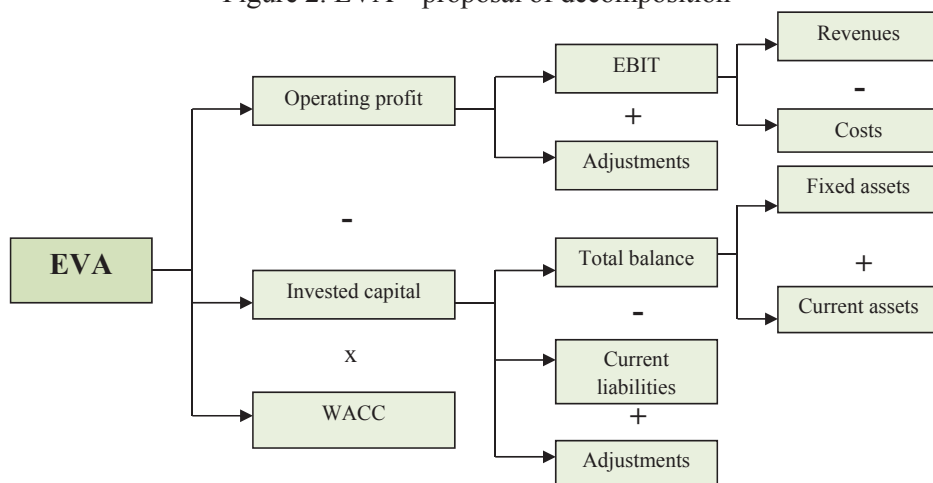 Figure 2: EVA – proposal of decomposition
Revenues
EBIT
-
Operating profit
+
Costs
Adjustments
Fixed assets
-
EVA
Total balance
+
Invested capital
-
Current assets
x
Current
liabilities
WACC
+
Adjustments